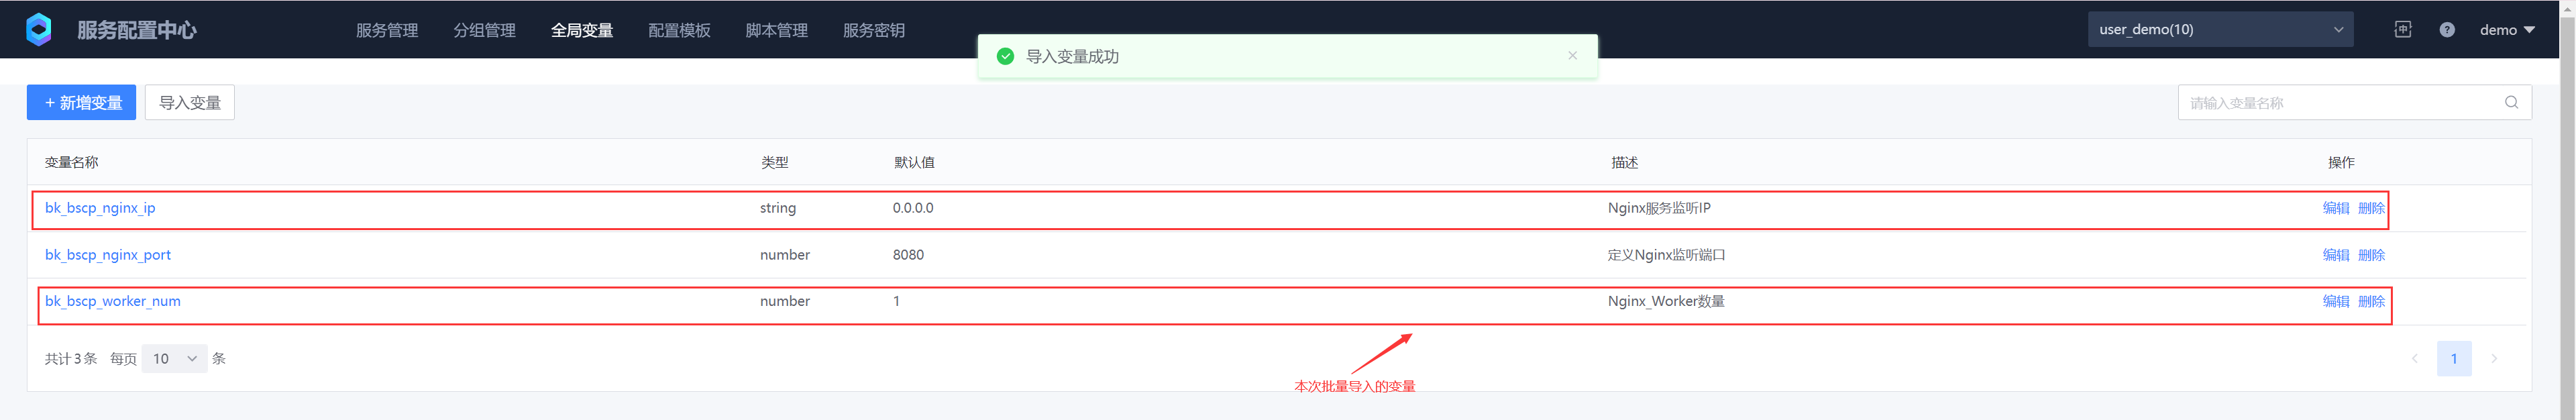 服务配置中心 服务管理 分组管理 全局变量 配置模板 脚本管理 服务密钥 user_demo(10) 中 ? demo
导入变量成功
+ 新增变量 导入变量 请输入变量名称
变量名称 类型 默认值 描述 操作
bk_bscp_nginx_ip string 0.0.0.0 Nginx服务监听IP 编辑 删除
bk_bscp_nginx_port number 8080 定义Nginx监听端口 编辑 删除
bk_bscp_worker_num number 1 Nginx_Worker数量 编辑 删除
共计 3 条 每页 10 条 1
本次批量导入的变量